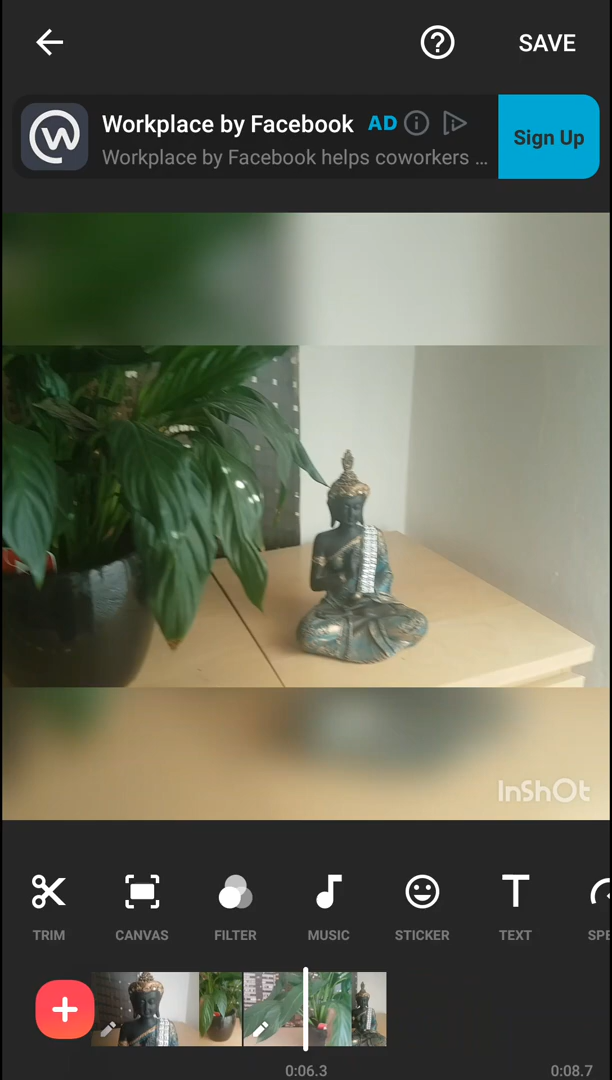 SAVE
Workplace by Facebook AD
Workplace by Facebook helps coworkers ...
Sign Up
InShOt
TRIM CANVAS FILTER MUSIC STICKER TEXT SPE
0:06.3 0:08.7